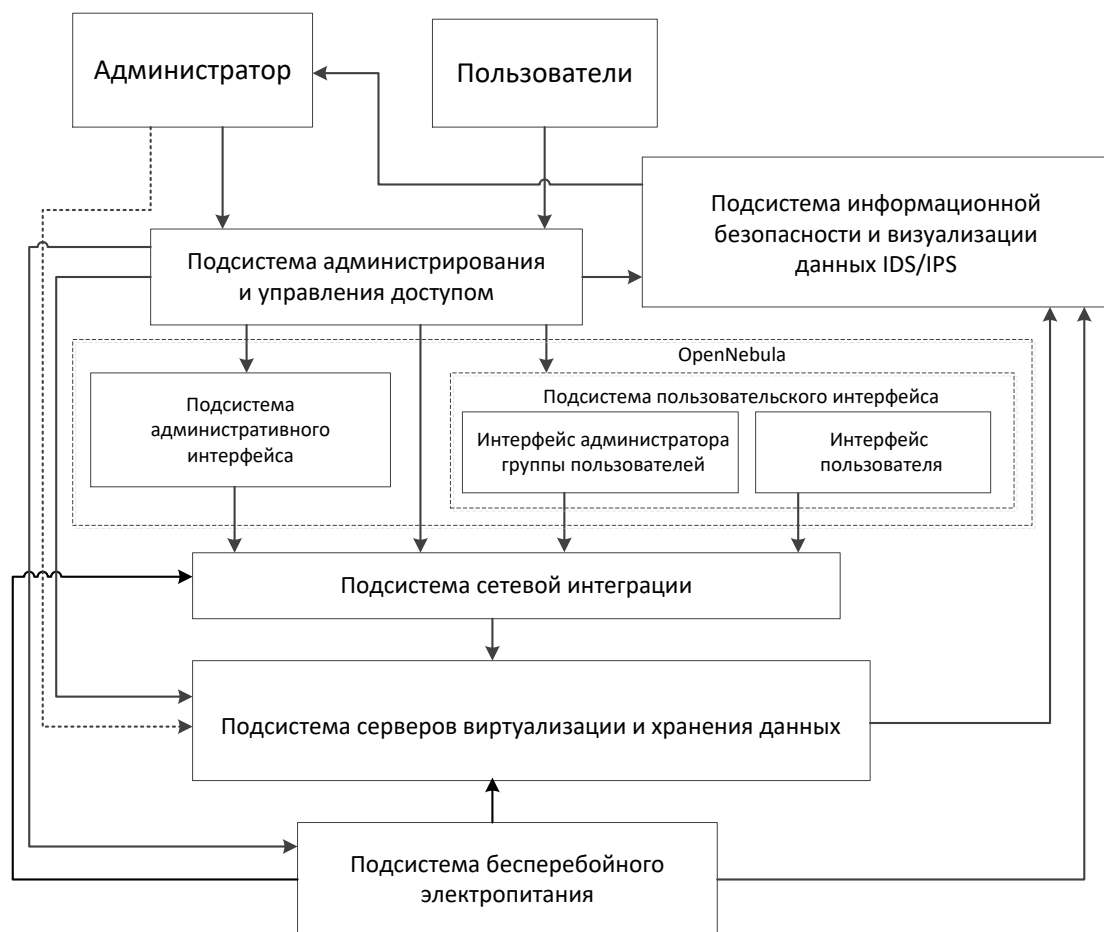 Администратор
Пользователи
Подсистема информационной
безопасности и визуализации
данных IDS/IPS
Подсистема администрирования
и управления доступом
OpenNebula
Подсистема
административного
интерфейса
Подсистема пользовательского интерфейса
Интерфейс администратора
группы пользователей
Интерфейс
пользователя
Подсистема сетевой интеграции
Подсистема серверов виртуализации и хранения данных
Подсистема бесперебойного
электропитания